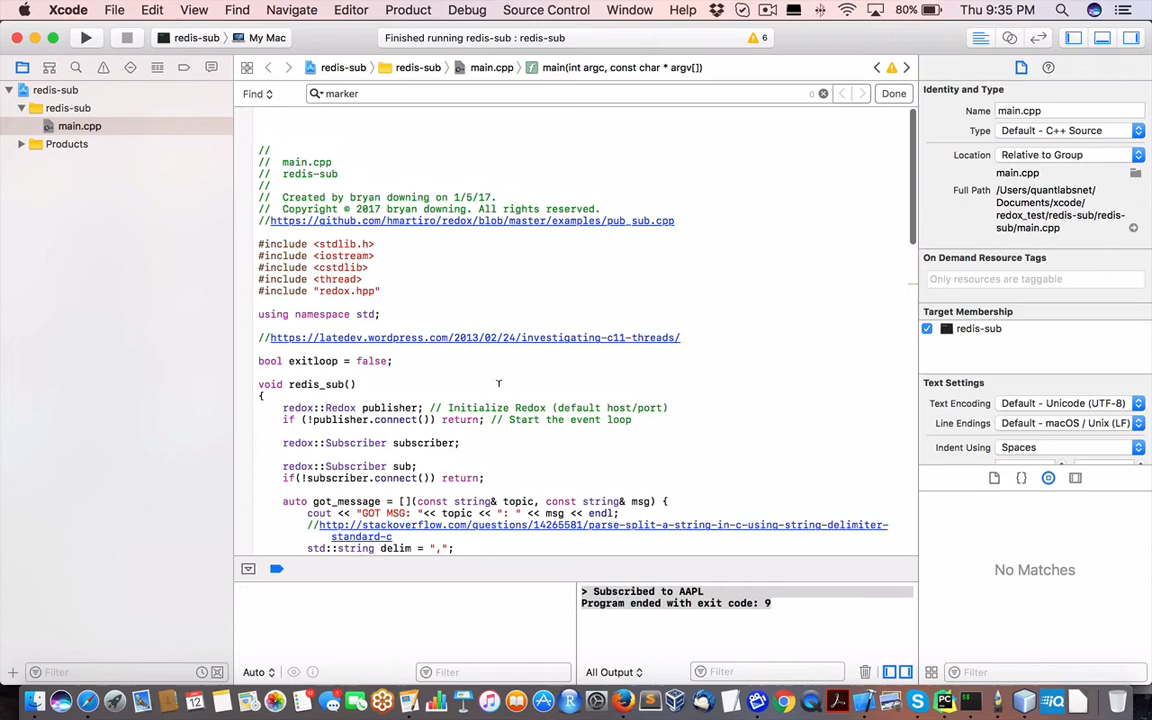 Xcode File Edit View Find Navigate Editor Product Debug Source Control Window Help 80% Thu 9:35 PM
redis-sub My Mac Finished running redis-sub : redis-sub 6
redis-sub redis-sub main.cpp main(int argc, const char * argv[])
Find marker 0 Done
redis-sub
redis-sub
main.cpp
Products
//
//  main.cpp
//  redis-sub
//
//  Created by bryan downing on 1/5/17.
//  Copyright © 2017 bryan downing. All rights reserved.
//https://github.com/hmartiro/redox/blob/master/examples/pub_sub.cpp
#include <stdlib.h>
#include <iostream>
#include <cstdlib>
#include <thread>
#include "redox.hpp"
using namespace std;
//https://latedev.wordpress.com/2013/02/24/investigating-c11-threads/
bool exitloop = false;
void redis_sub()
{
redox::Redox publisher; // Initialize Redox (default host/port)
if (!publisher.connect()) return; // Start the event loop
redox::Subscriber subscriber;
redox::Subscriber sub;
if(!subscriber.connect()) return;
auto got_message = [](const string& topic, const string& msg) {
cout << "GOT MSG: "<< topic << ": " << msg << endl;
//http://stackoverflow.com/questions/14265581/parse-split-a-string-in-c-using-string-delimiter-
standard-c
std::string delim = ",";
> Subscribed to AAPL
Program ended with exit code: 9
Identity and Type
Name main.cpp
Type Default - C++ Source
Location Relative to Group
main.cpp
Full Path /Users/quantlabsnet/
Documents/xcode/
redox_test/redis-sub/redis-
sub/main.cpp
On Demand Resource Tags
Only resources are taggable
Target Membership
redis-sub
Text Settings
Text Encoding Default - Unicode (UTF-8)
Line Endings Default - macOS / Unix (LF)
Indent Using Spaces
No Matches
Filter Auto Filter All Output Filter Filter